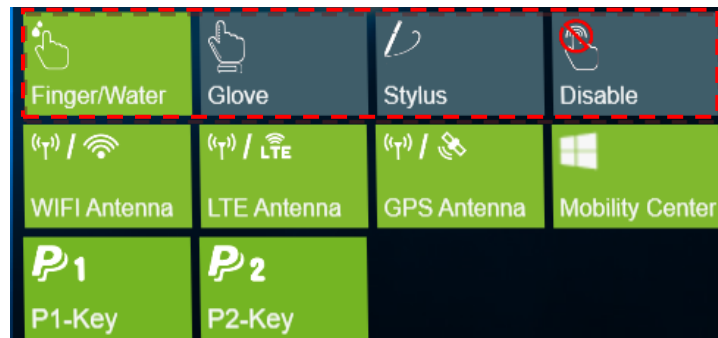 Finger/Water
Glove
Stylus
Disable
/
/ LTE
/
WIFI Antenna
LTE Antenna
GPS Antenna
Mobility Center
P1
P2
P1-Key
P2-Key